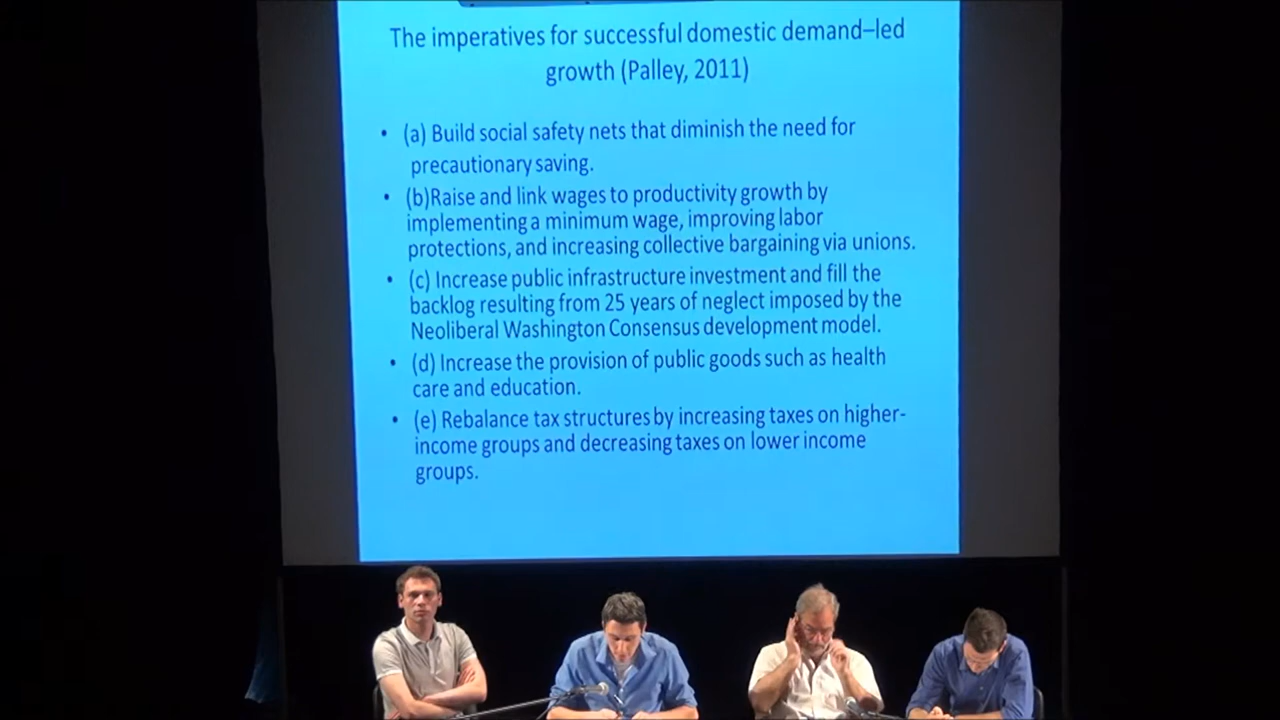 The imperatives for successful domestic demand–led
growth (Palley, 2011)
• (a) Build social safety nets that diminish the need for
precautionary saving.
• (b)Raise and link wages to productivity growth by
implementing a minimum wage, improving labor
protections, and increasing collective bargaining via unions.
• (c) Increase public infrastructure investment and fill the
backlog resulting from 25 years of neglect imposed by the
Neoliberal Washington Consensus development model.
• (d) Increase the provision of public goods such as health
care and education.
• (e) Rebalance tax structures by increasing taxes on higher-
income groups and decreasing taxes on lower income
groups.